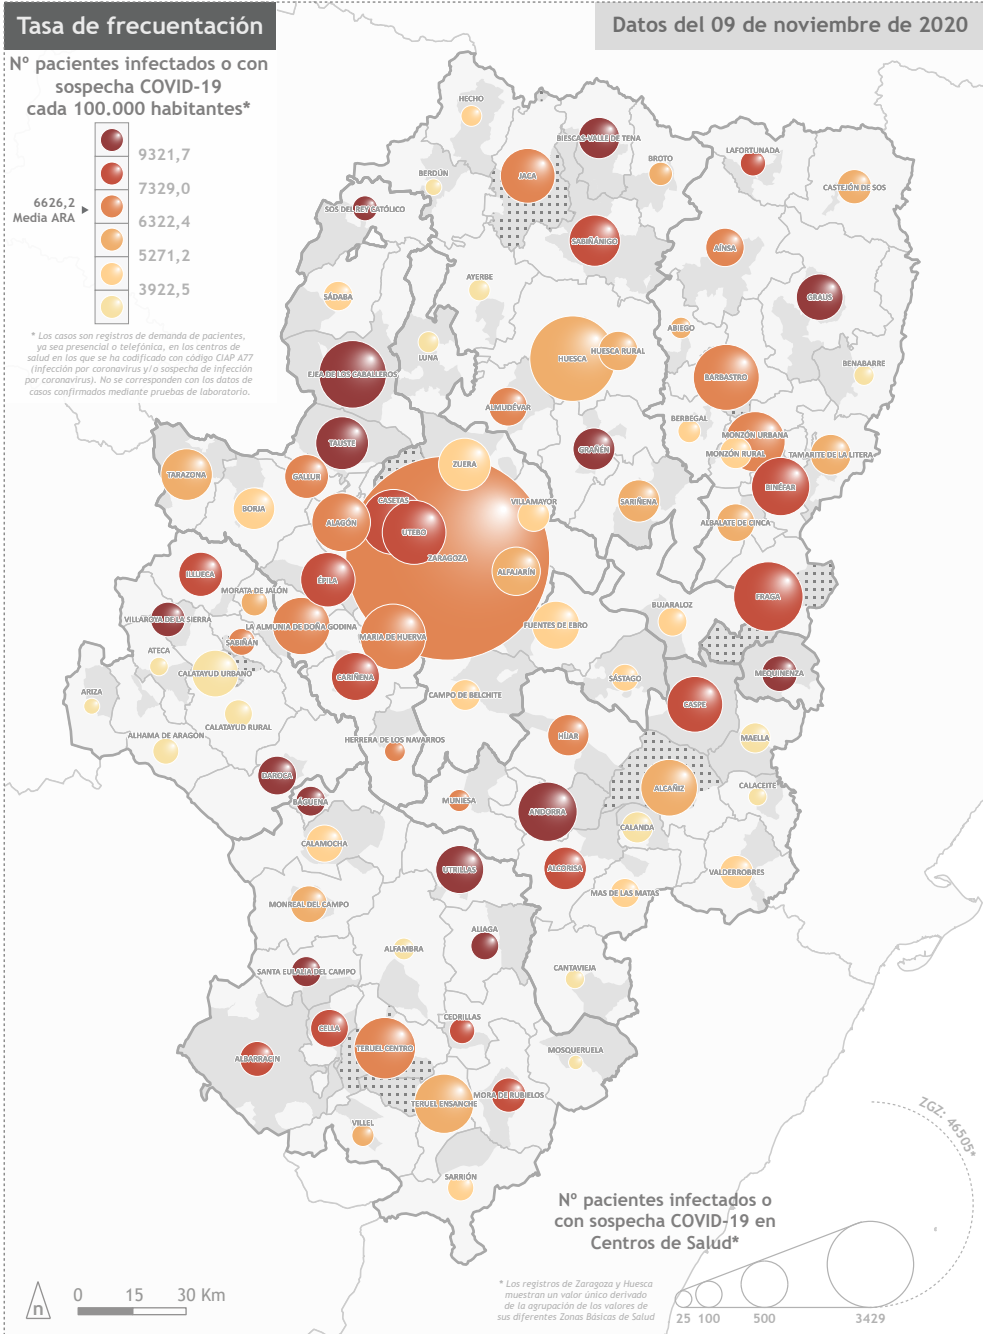 Tasa de frecuentación
Datos del 09 de noviembre de 2020
Nº pacientes infectados o con
sospecha COVID-19
cada 100.000 habitantes*
9321,7
7329,0
6626,2
Media ARA
6322,4
5271,2
3922,5
* Los casos son registros de demanda de pacientes,
ya sea presencial o telefónica, en los centros de
salud en los que se ha codificado con código CIAP A77
(infección por coronavirus y/o sospecha de infección
por coronavirus). No se corresponden con los datos de
casos confirmados mediante pruebas de laboratorio.
HECHO
BIESCAS-VALLE DE TENA
BROTO
LAFORTUNADA
BERDÚN
JACA
CASTEJÓN DE SOS
SOS DEL REY CATÓLICO
SABIÑÁNIGO
AÍNSA
AYERBE
SÁDABA
GRAUS
ABIEGO
LUNA
HUESCA
HUESCA RURAL
BENABARRE
EJEA DE LOS CABALLEROS
BARBASTRO
ALMUDÉVAR
BERBEGAL
MONZÓN URBANA
TAUSTE
GRAÑÉN
MONZÓN RURAL
TAMARITE DE LA LITERA
ZUERA
TARAZONA
GALLUR
BINÉFAR
CASETAS
VILLAMAYOR
SARIÑENA
BORJA
ALAGÓN
UTEBO
ALBALATE DE CINCA
ZARAGOZA
ALFAJARÍN
ILLUECA
ÉPILA
MORATA DE JALÓN
FRAGA
BUJARALOZ
VILLAROYA DE LA SIERRA
LA ALMUNIA DE DOÑA GODINA
FUENTES DE EBRO
MARIA DE HUERVA
SABIÑÁN
ATECA
CALATAYUD URBANO
CARIÑENA
SÁSTAGO
MEQUINENZA
ARIZA
CAMPO DE BELCHITE
CASPE
CALATAYUD RURAL
ALHAMA DE ARAGÓN
HERRERA DE LOS NAVARROS
HÍJAR
MAELLA
DAROCA
ALCAÑIZ
CALACEITE
BÁGUENA
MUNIESA
ANDORRA
CALANDA
CALAMOCHA
UTRILLAS
ALCORISA
VALDERROBRES
MAS DE LAS MATAS
MONREAL DEL CAMPO
ALIAGA
ALFAMBRA
SANTA EULALIA DEL CAMPO
CANTAVIEJA
CEDRILLAS
CELLA
TERUEL CENTRO
MOSQUERUELA
ALBARRACIN
MORA DE RUBIELOS
TERUEL ENSANCHE
VILLEL
SARRIÓN
ZGZ: 46505*
Nº pacientes infectados o
con sospecha COVID-19 en
Centros de Salud*
* Los registros de Zaragoza y Huesca
muestran un valor único derivado
de la agrupación de los valores de
sus diferentes Zonas Básicas de Salud
25 100 500 3429
n
0 15 30 Km